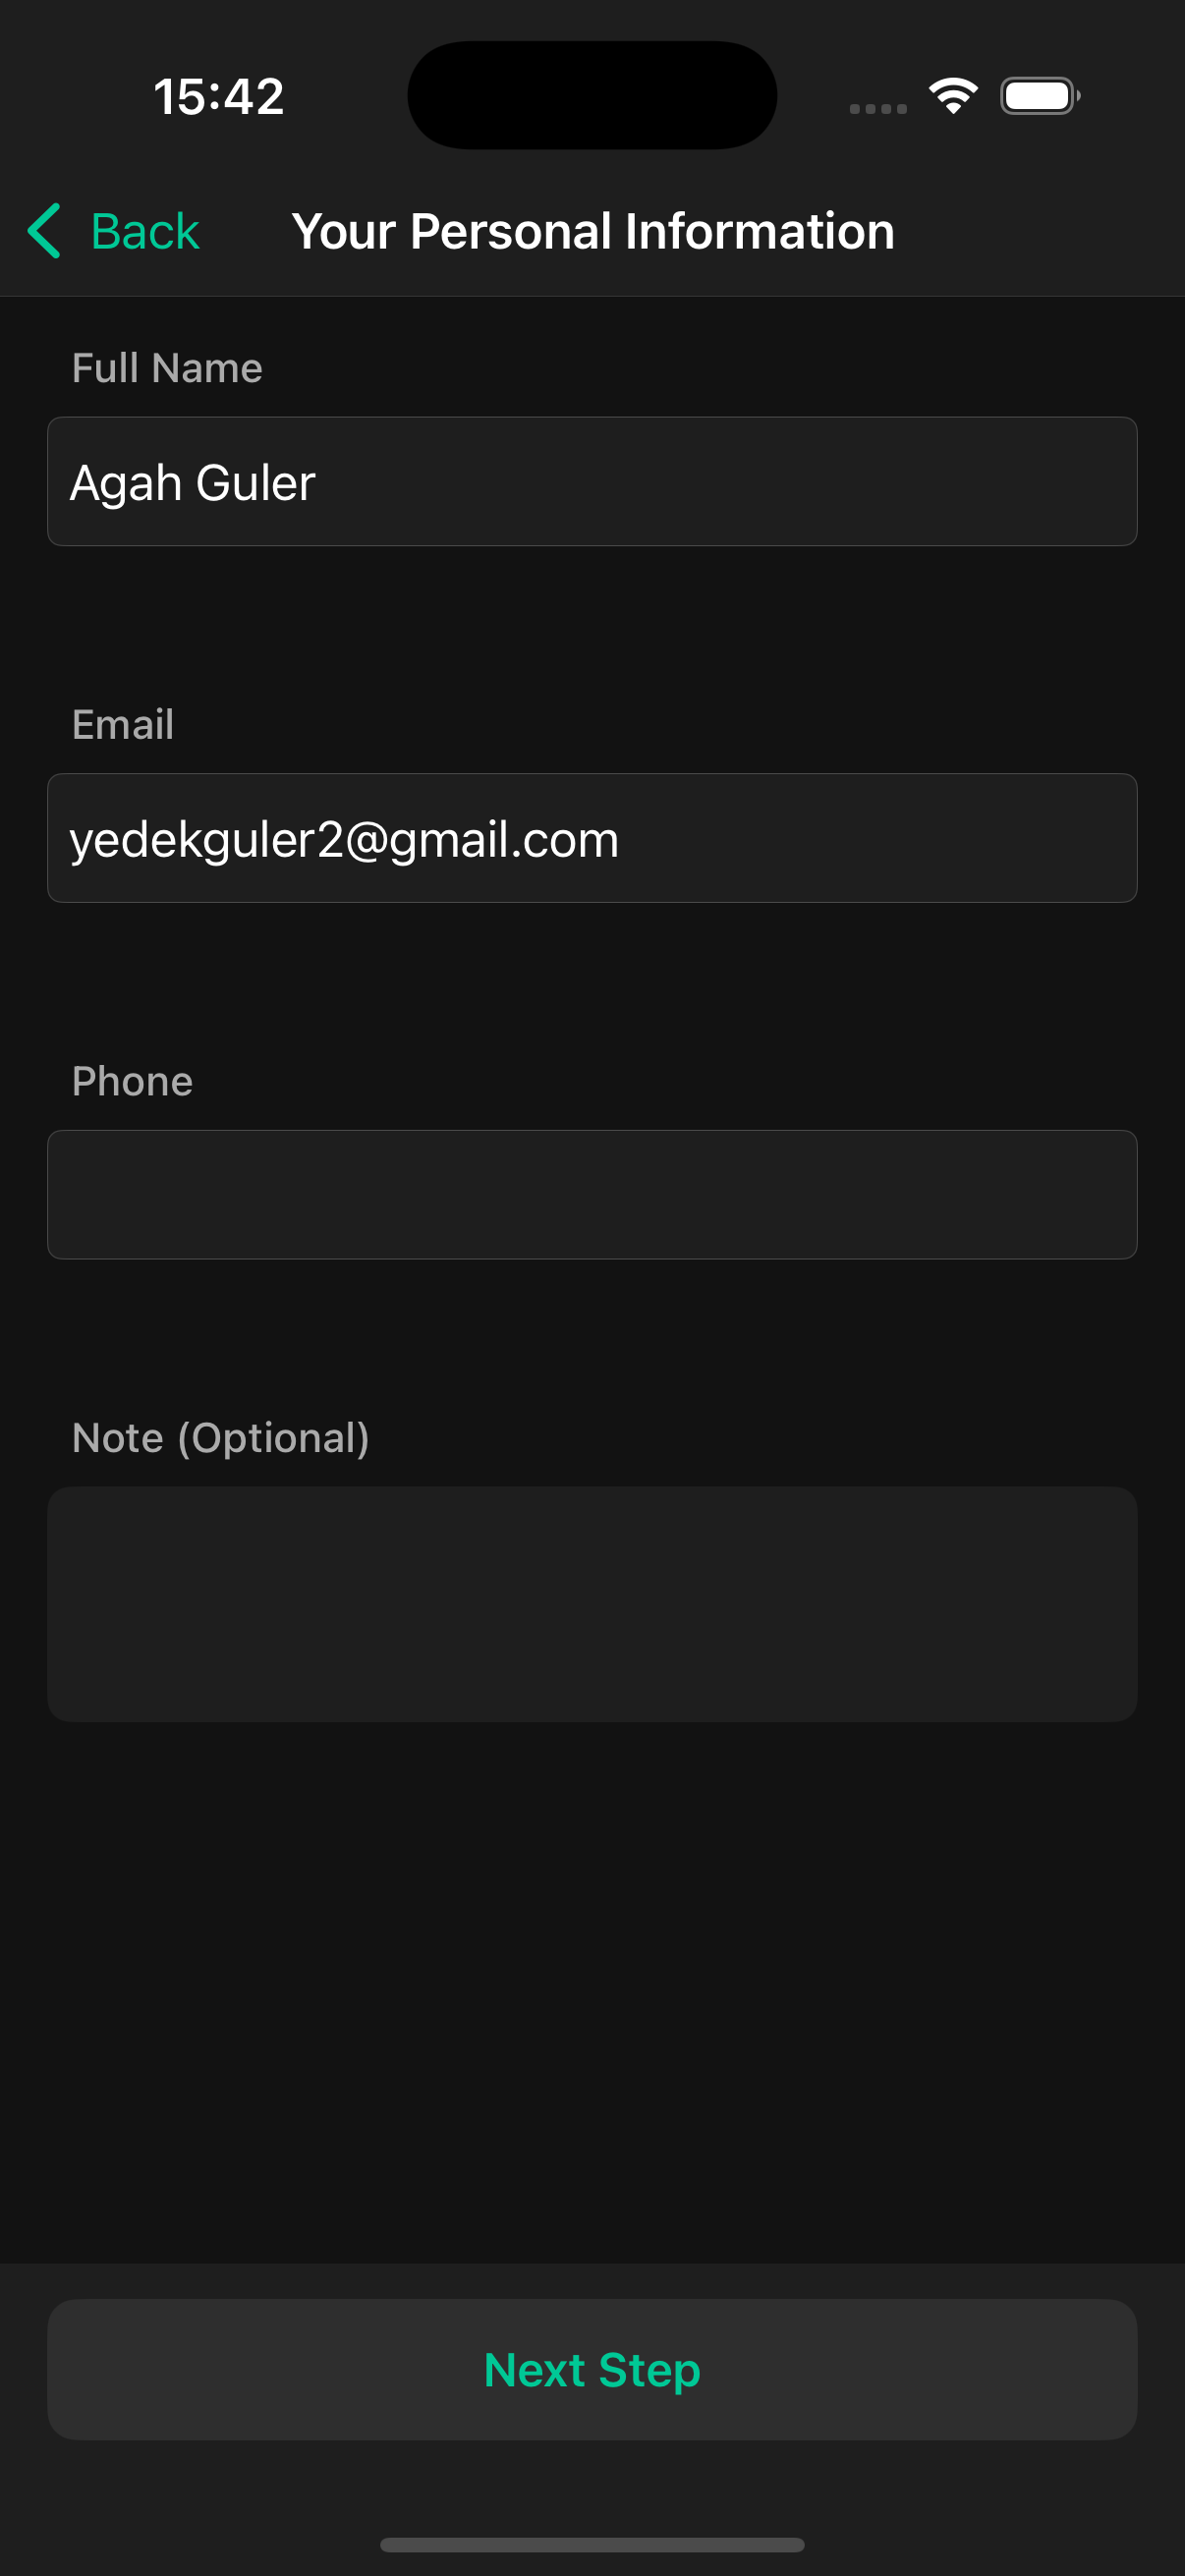 15:42
Back
Your Personal Information
Full Name
Agah Guler
Email
yedekguler2@gmail.com
Phone
Note (Optional)
Next Step